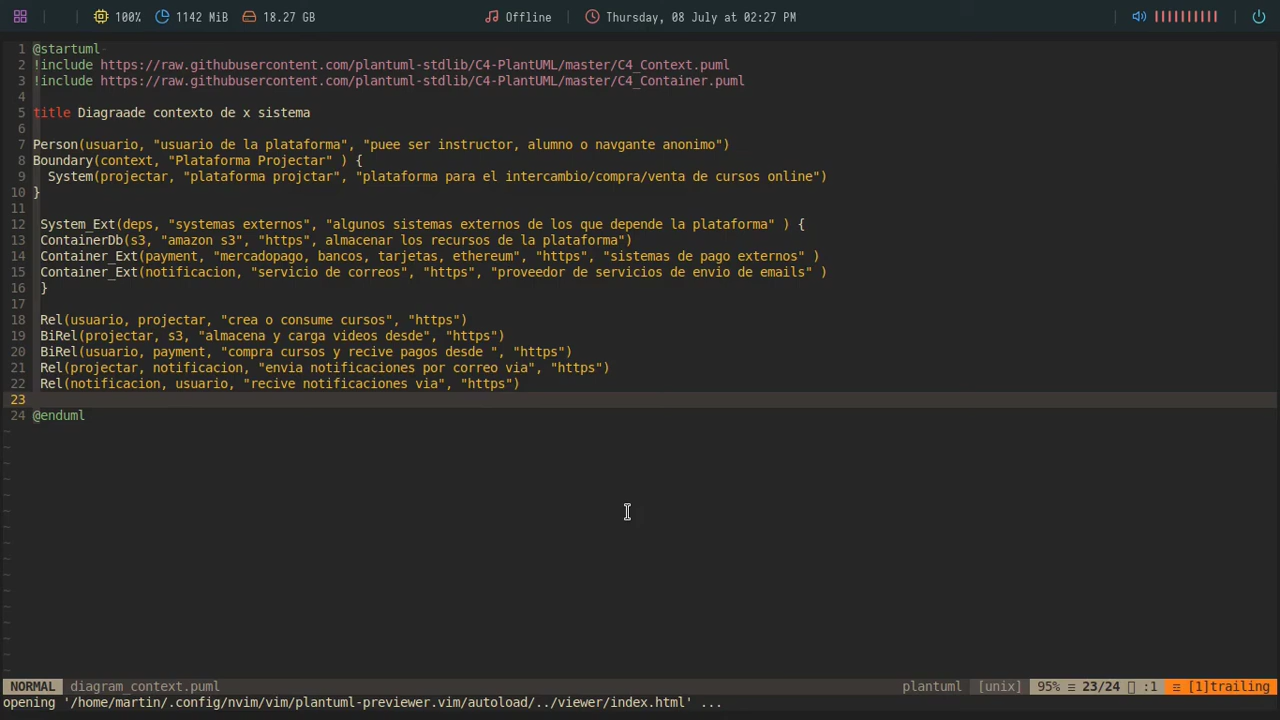 100% 1142 MiB 18.27 GB Offline Thursday, 08 July at 02:27 PM
1 @startuml
2 !include https://raw.githubusercontent.com/plantuml-stdlib/C4-PlantUML/master/C4_Context.puml
3 !include https://raw.githubusercontent.com/plantuml-stdlib/C4-PlantUML/master/C4_Container.puml
4
5 title Diagraade contexto de x sistema
6
7 Person(usuario, "usuario de la plataforma", "puee ser instructor, alumno o navgante anonimo")
8 Boundary(context, "Plataforma Projectar" ) {
9 System(projectar, "plataforma projctar", "plataforma para el intercambio/compra/venta de cursos online")
10 }
11
12 System_Ext(deps, "systemas externos", "algunos sistemas externos de los que depende la plataforma" ) {
13 ContainerDb(s3, "amazon s3", "https", almacenar los recursos de la plataforma")
14 Container_Ext(payment, "mercadopago, bancos, tarjetas, ethereum", "https", "sistemas de pago externos" )
15 Container_Ext(notificacion, "servicio de correos", "https", "proveedor de servicios de envio de emails" )
16 }
17
18 Rel(usuario, projectar, "crea o consume cursos", "https")
19 BiRel(projectar, s3, "almacena y carga videos desde", "https")
20 BiRel(usuario, payment, "compra cursos y recive pagos desde ", "https")
21 Rel(projectar, notificacion, "envia notificaciones por correo via", "https")
22 Rel(notificacion, usuario, "recive notificaciones via", "https")
23
24 @enduml
NORMAL diagram_context.puml plantuml [unix] 95% ≡ 23/24 :1 ☲ [1]trailing
opening '/home/martin/.config/nvim/vim/plantuml-previewer.vim/autoload/../viewer/index.html' ...